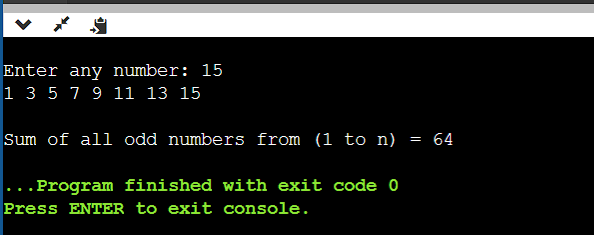 Enter any number: 15
1 3 5 7 9 11 13 15
Sum of all odd numbers from (1 to n) = 64
...Program finished with exit code 0
Press ENTER to exit console.